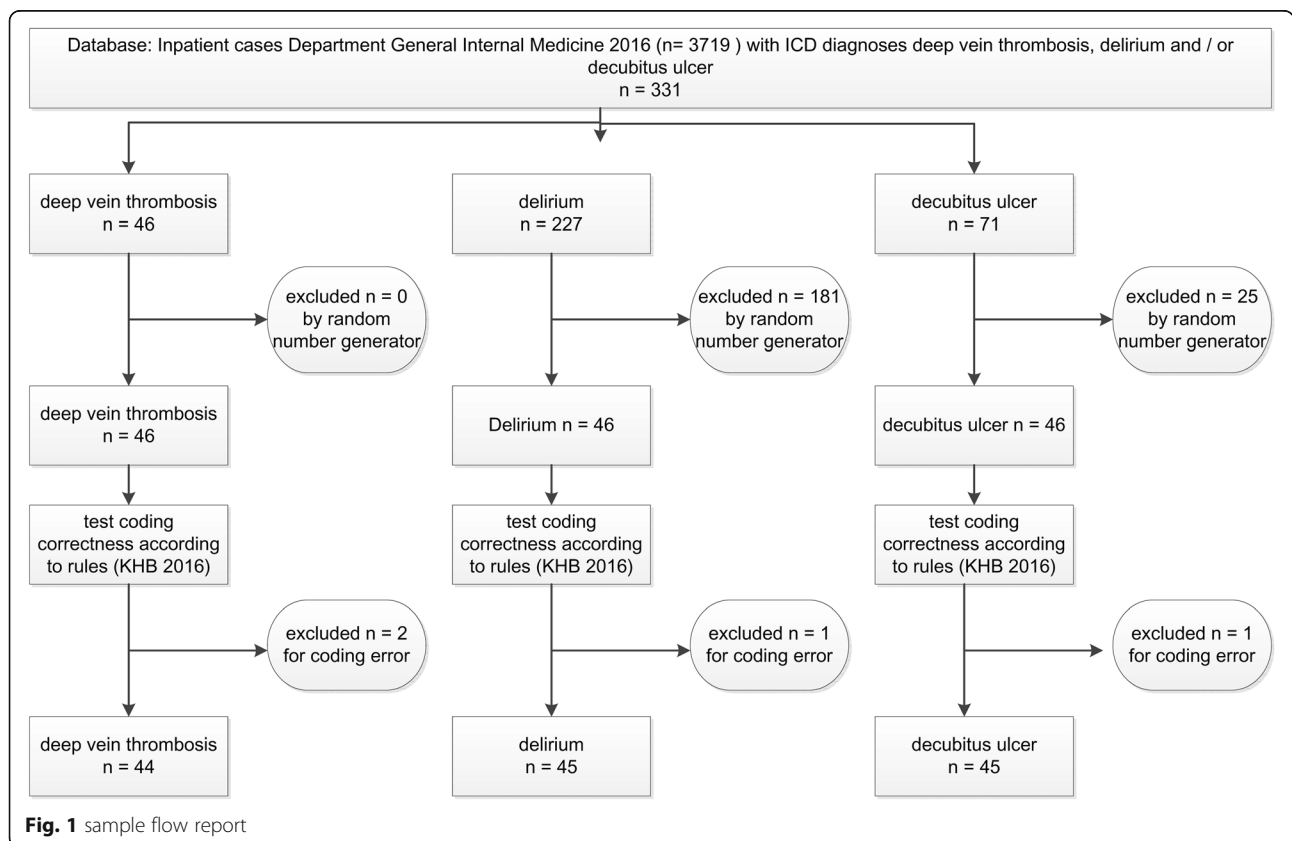 Database: Inpatient cases Department General Internal Medicine 2016 (n= 3719 ) with ICD diagnoses deep vein thrombosis, delirium and / or
decubitus ulcer
n = 331
deep vein thrombosis
n = 46
delirium
n = 227
decubitus ulcer
n = 71
excluded n = 0
by random
number generator
excluded n = 181
by random
number generator
excluded n = 25
by random
number generator
deep vein thrombosis
n = 46
Delirium n = 46
decubitus ulcer n = 46
test coding
correctness according
to rules (KHB 2016)
test coding
correctness according
to rules (KHB 2016)
test coding
correctness according
to rules (KHB 2016)
excluded n = 2
for coding error
excluded n = 1
for coding error
excluded n = 1
for coding error
deep vein thrombosis
n = 44
delirium
n = 45
decubitus ulcer
n = 45
Fig. 1 sample flow report